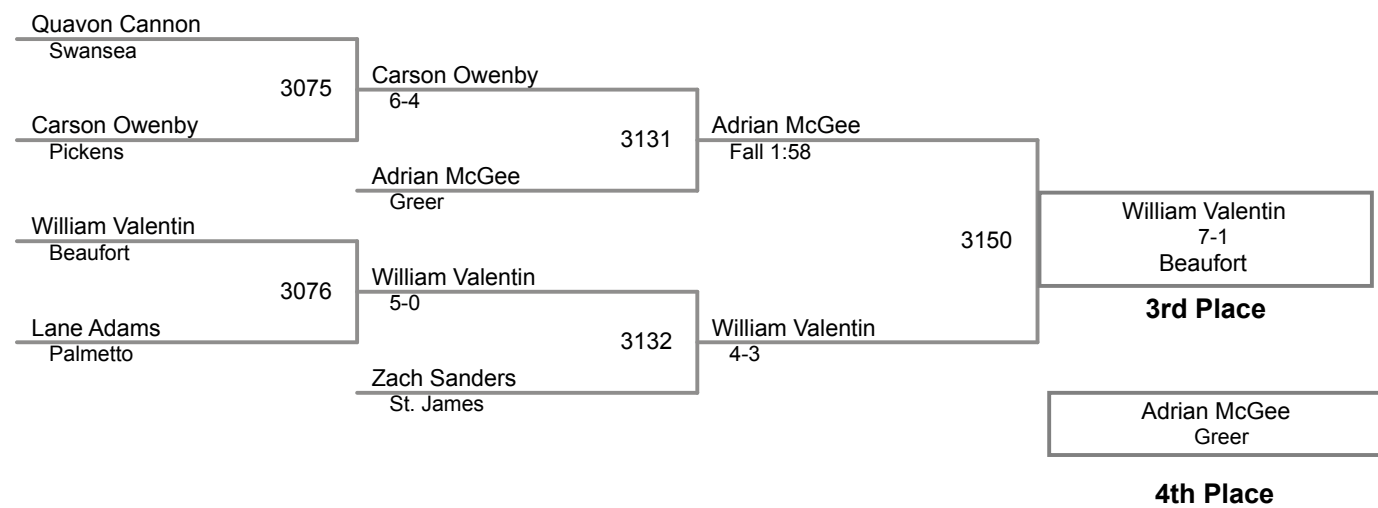 Quavon Cannon
Swansea
3075
Carson Owenby
Pickens
Carson Owenby
6-4
3131
Adrian McGee
Greer
Adrian McGee
Fall 1:58
William Valentin
Beaufort
3076
Lane Adams
Palmetto
William Valentin
5-0
3132
Zach Sanders
St. James
William Valentin
4-3
3150
William Valentin
7-1
Beaufort
3rd Place
Adrian McGee
Greer
4th Place